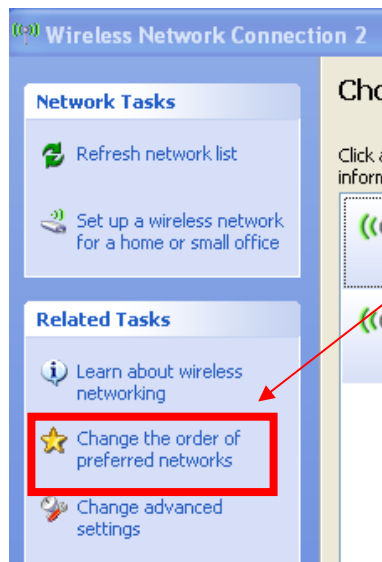 Wireless Network Connection 2
Network Tasks
Refresh network list
Set up a wireless network
for a home or small office
Related Tasks
Learn about wireless
networking
Change the order of
preferred networks
Change advanced
settings
Cho
Click a
inform